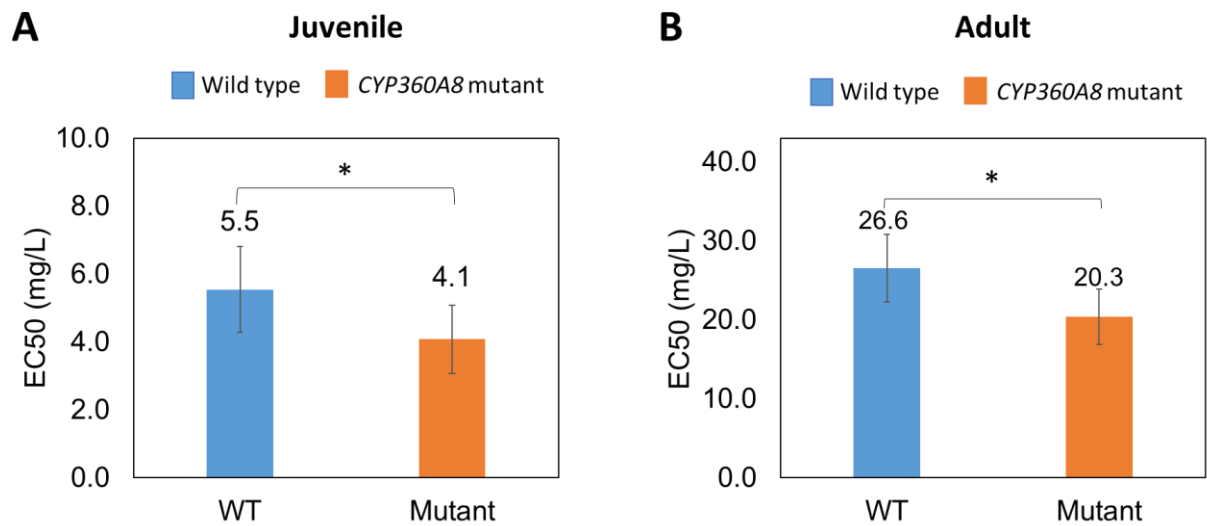 A
Juvenile
Wild type CYP360A8 mutant
EC50 (mg/L)
10.0
8.0
6.0
4.0
2.0
0.0
*
5.5
4.1
WT Mutant
B
Adult
Wild type CYP360A8 mutant
EC50 (mg/L)
40.0
30.0
20.0
10.0
0.0
*
26.6
20.3
WT Mutant